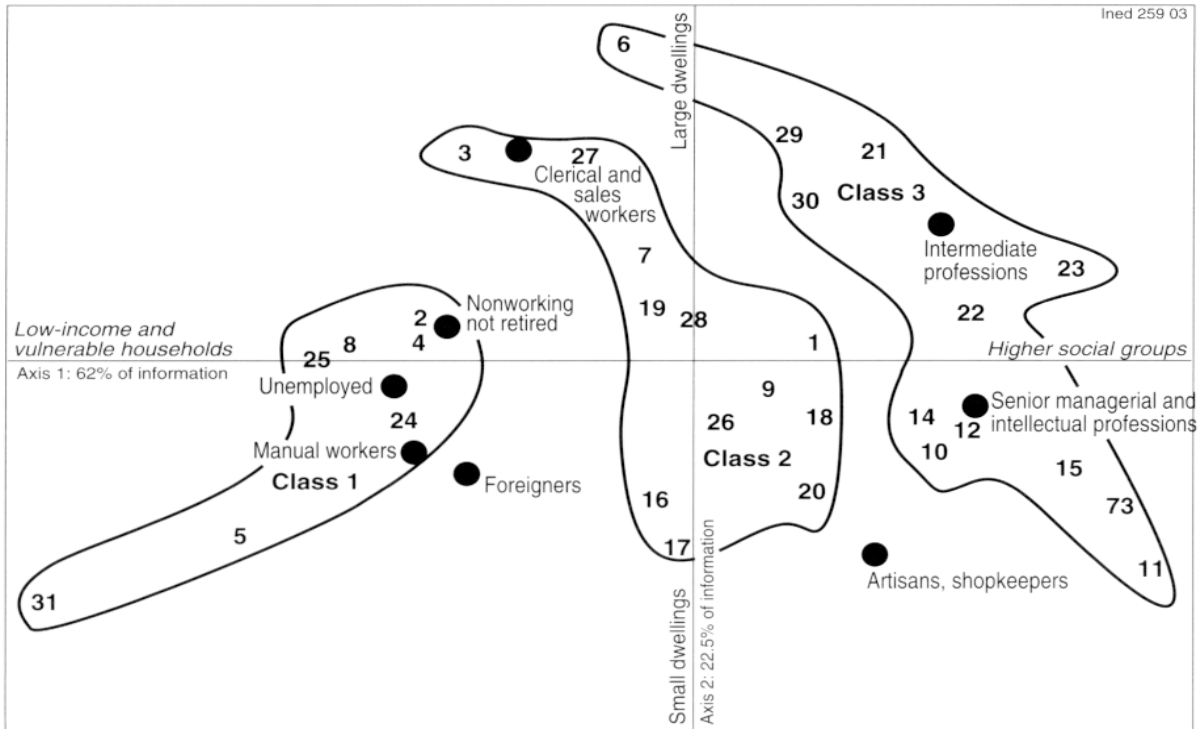 Ined 259 03
Large dwellings
6
29
21
3
27
Clerical and
sales
workers
30
Class 3
Intermediate
professions
7
23
Nonworking
not retired
2
19
28
22
Low-income and
vulnerable households
8
4
25
1
Higher social groups
Axis 1: 62% of information
Unemployed
9
24
26
18
14
12
Senior managerial and
intellectual professions
Manual workers
10
Class 1
Class 2
15
Foreigners
16
20
73
5
17
11
Artisans, shopkeepers
31
Small dwellings
Axis 2: 22.5% of information